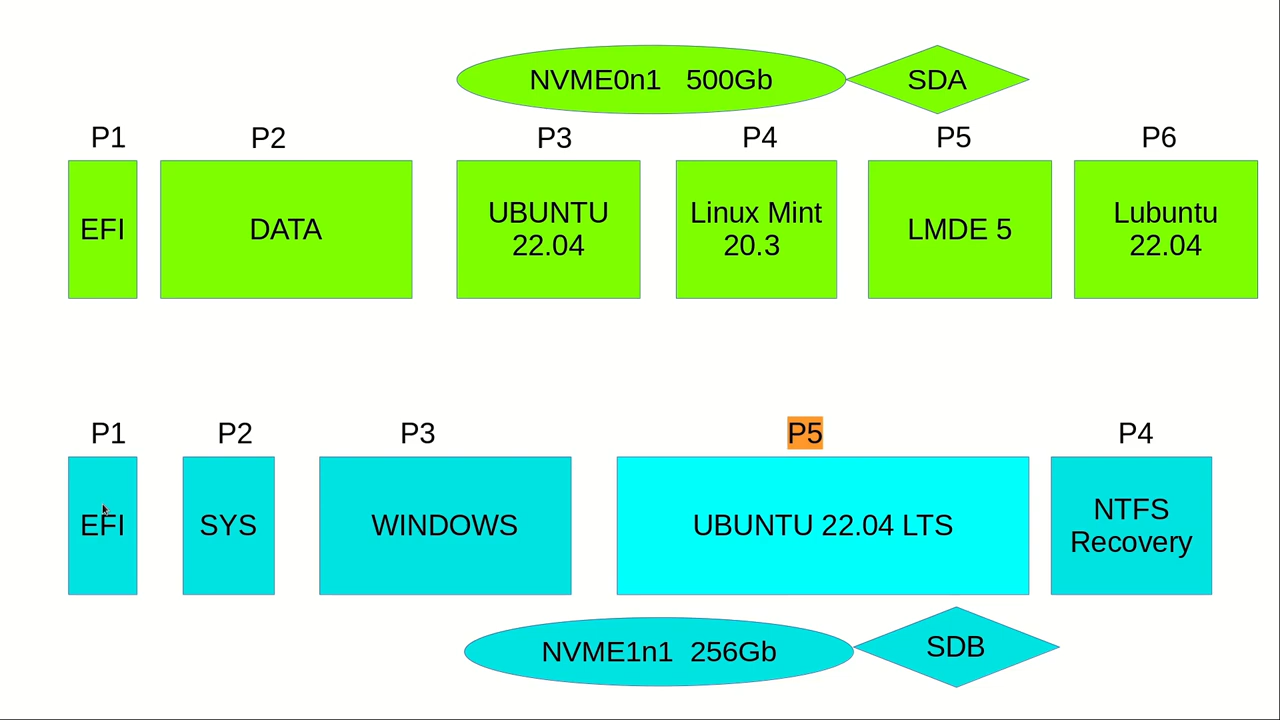 NVME0n1 500Gb
SDA
P1
P2
P3
P4
P5
P6
EFI
DATA
UBUNTU
22.04
Linux Mint
20.3
LMDE 5
Lubuntu
22.04
P1
P2
P3
P5
P4
EFI
SYS
WINDOWS
UBUNTU 22.04 LTS
NTFS
Recovery
NVME1n1 256Gb
SDB